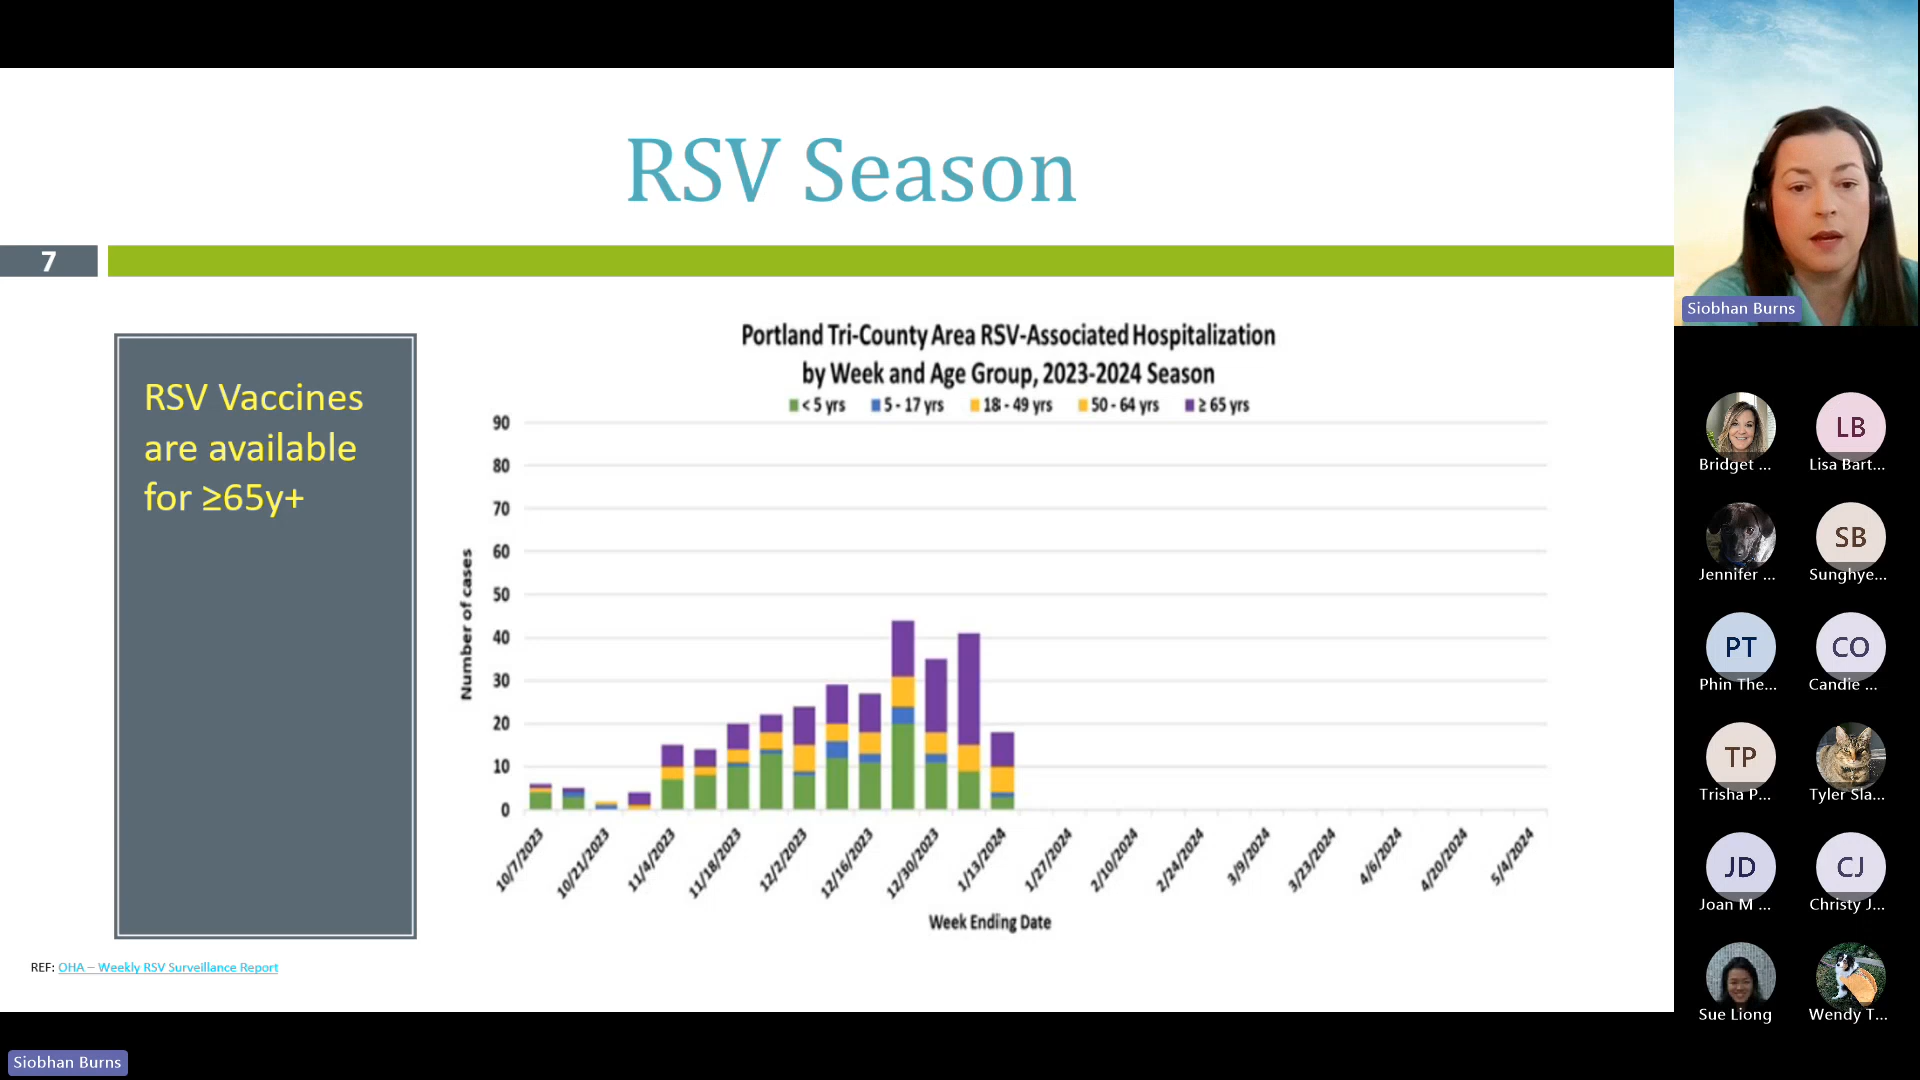 RSV Season
7
RSV Vaccines
are available
for ≥65y+
Portland Tri-County Area RSV-Associated Hospitalization
by Week and Age Group, 2023-2024 Season
< 5 yrs 5 - 17 yrs 18 - 49 yrs 50 - 64 yrs ≥ 65 yrs
Number of cases
90
80
70
60
50
40
30
20
10
0
10/7/2023 10/21/2023 11/4/2023 11/18/2023 12/2/2023 12/16/2023 12/30/2023 1/13/2024 1/27/2024 2/10/2024 2/24/2024 3/9/2024 3/23/2024 4/6/2024 4/20/2024 5/4/2024
Week Ending Date
REF: OHA – Weekly RSV Surveillance Report
Siobhan Burns
Siobhan Burns
Bridget ...
LB
Lisa Bart...
Jennifer ...
SB
Sunghye...
PT
Phin The...
CO
Candie ...
TP
Trisha P...
Tyler Sla...
JD
Joan M ...
CJ
Christy J...
Sue Liong
Wendy T...